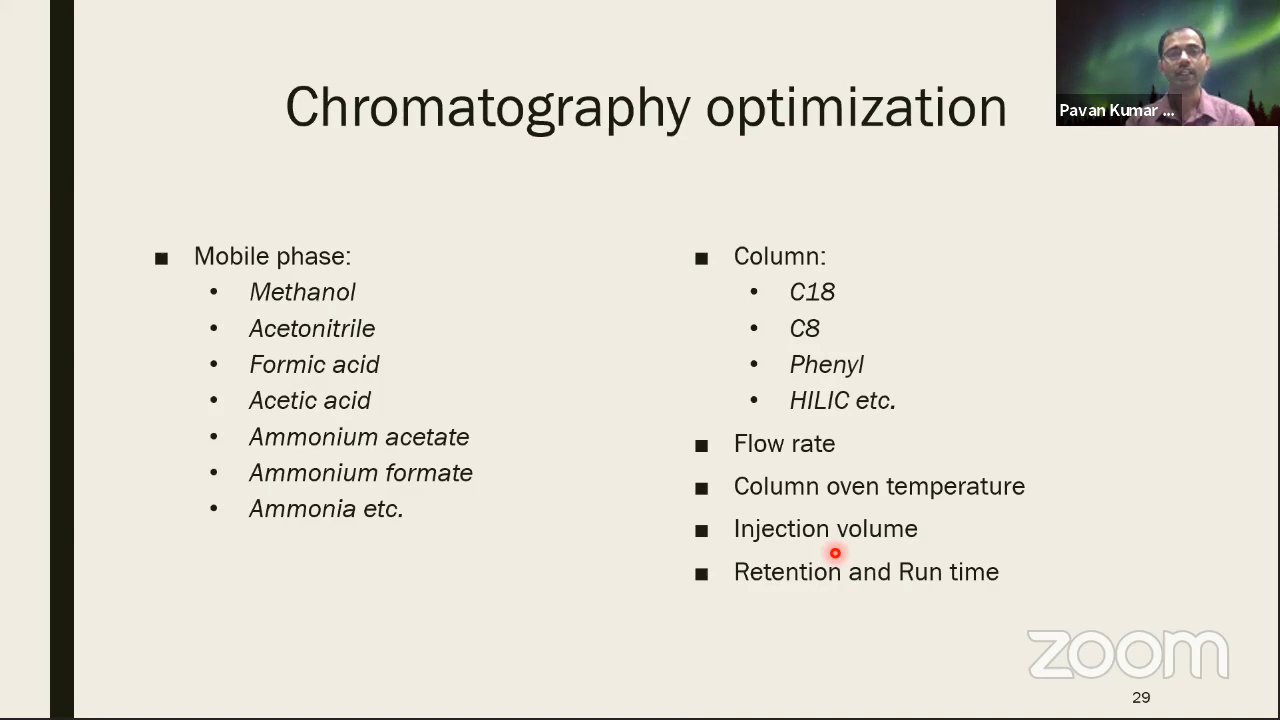 Chromatography optimization
Pavan Kumar ...
■ Mobile phase:
• Methanol
• Acetonitrile
• Formic acid
• Acetic acid
• Ammonium acetate
• Ammonium formate
• Ammonia etc.
■ Column:
• C18
• C8
• Phenyl
• HILIC etc.
■ Flow rate
■ Column oven temperature
■ Injection volume
■ Retention and Run time
zoom
29